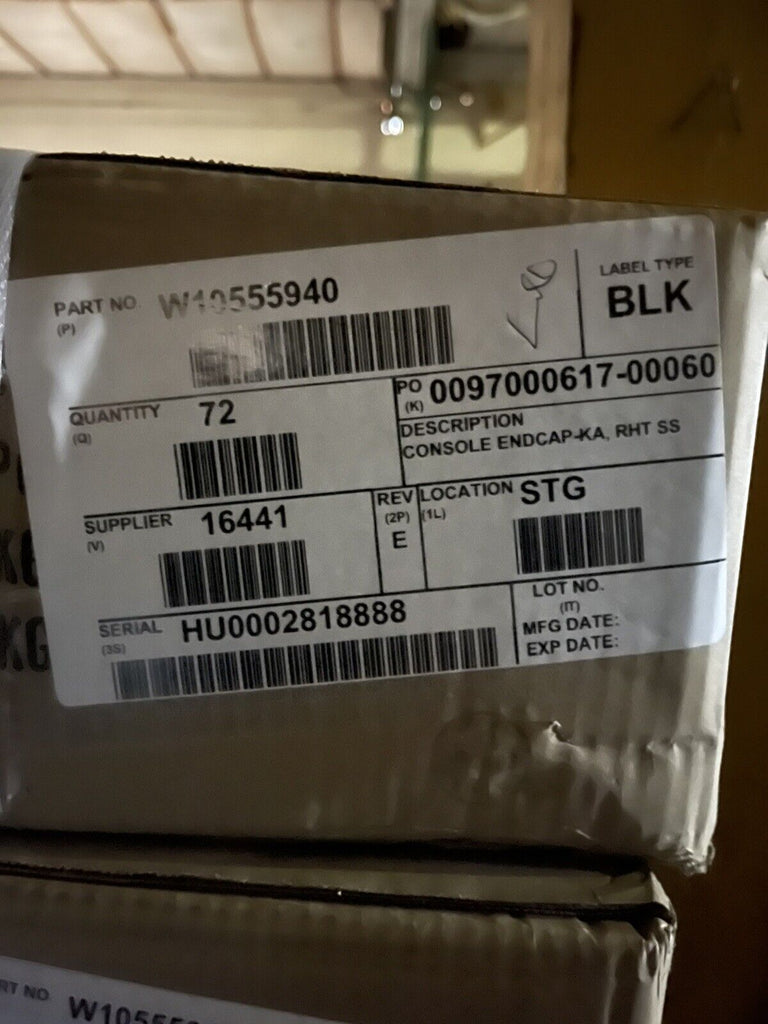 PART NO. W10555940
(P)
LABEL TYPE
BLK
QUANTITY 72
(Q)
PO 0097000617-00060
(K)
DESCRIPTION
CONSOLE ENDCAP-KA, RHT SS
SUPPLIER 16441
(V)
REV
(2P)
E
LOCATION STG
(1L)
SERIAL HU0002818888
(3S)
LOT NO.
(1T)
MFG DATE:
EXP DATE:
KG
RT NO.